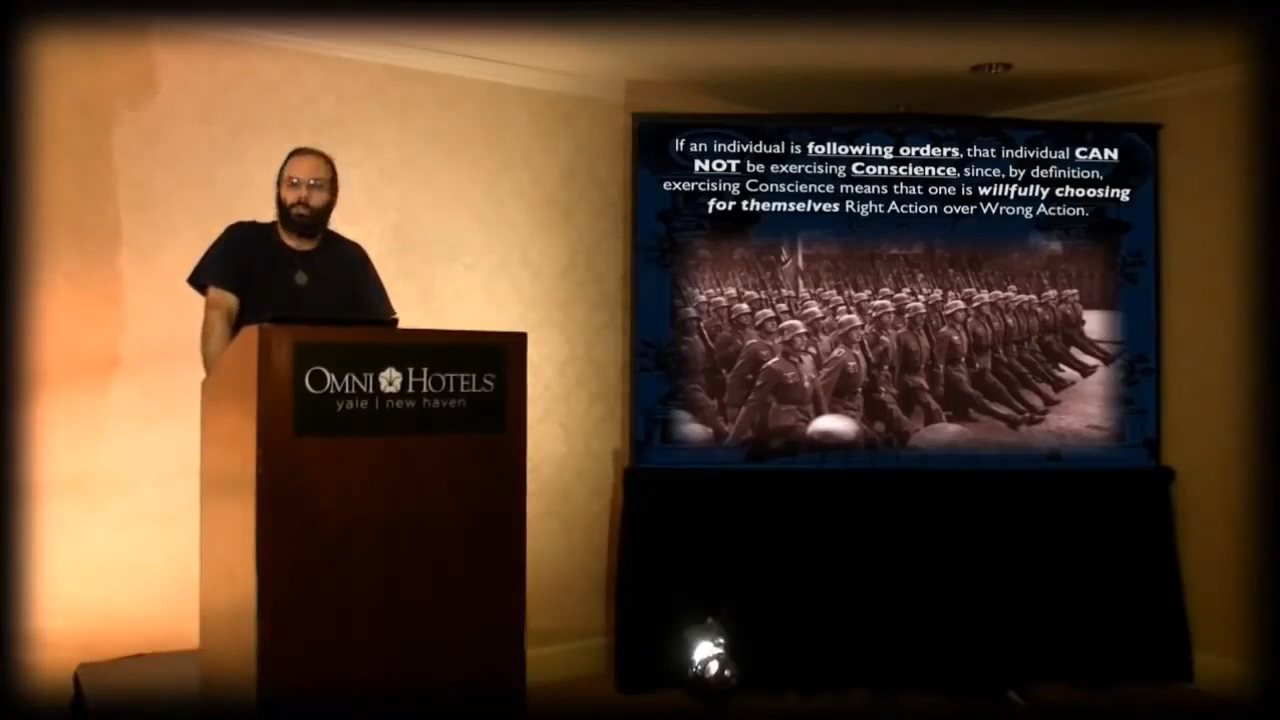 If an individual is following orders, that individual CAN
NOT be exercising Conscience, since, by definition,
exercising Conscience means that one is willfully choosing
for themselves Right Action over Wrong Action.
OMNI HOTELS
yale | new haven